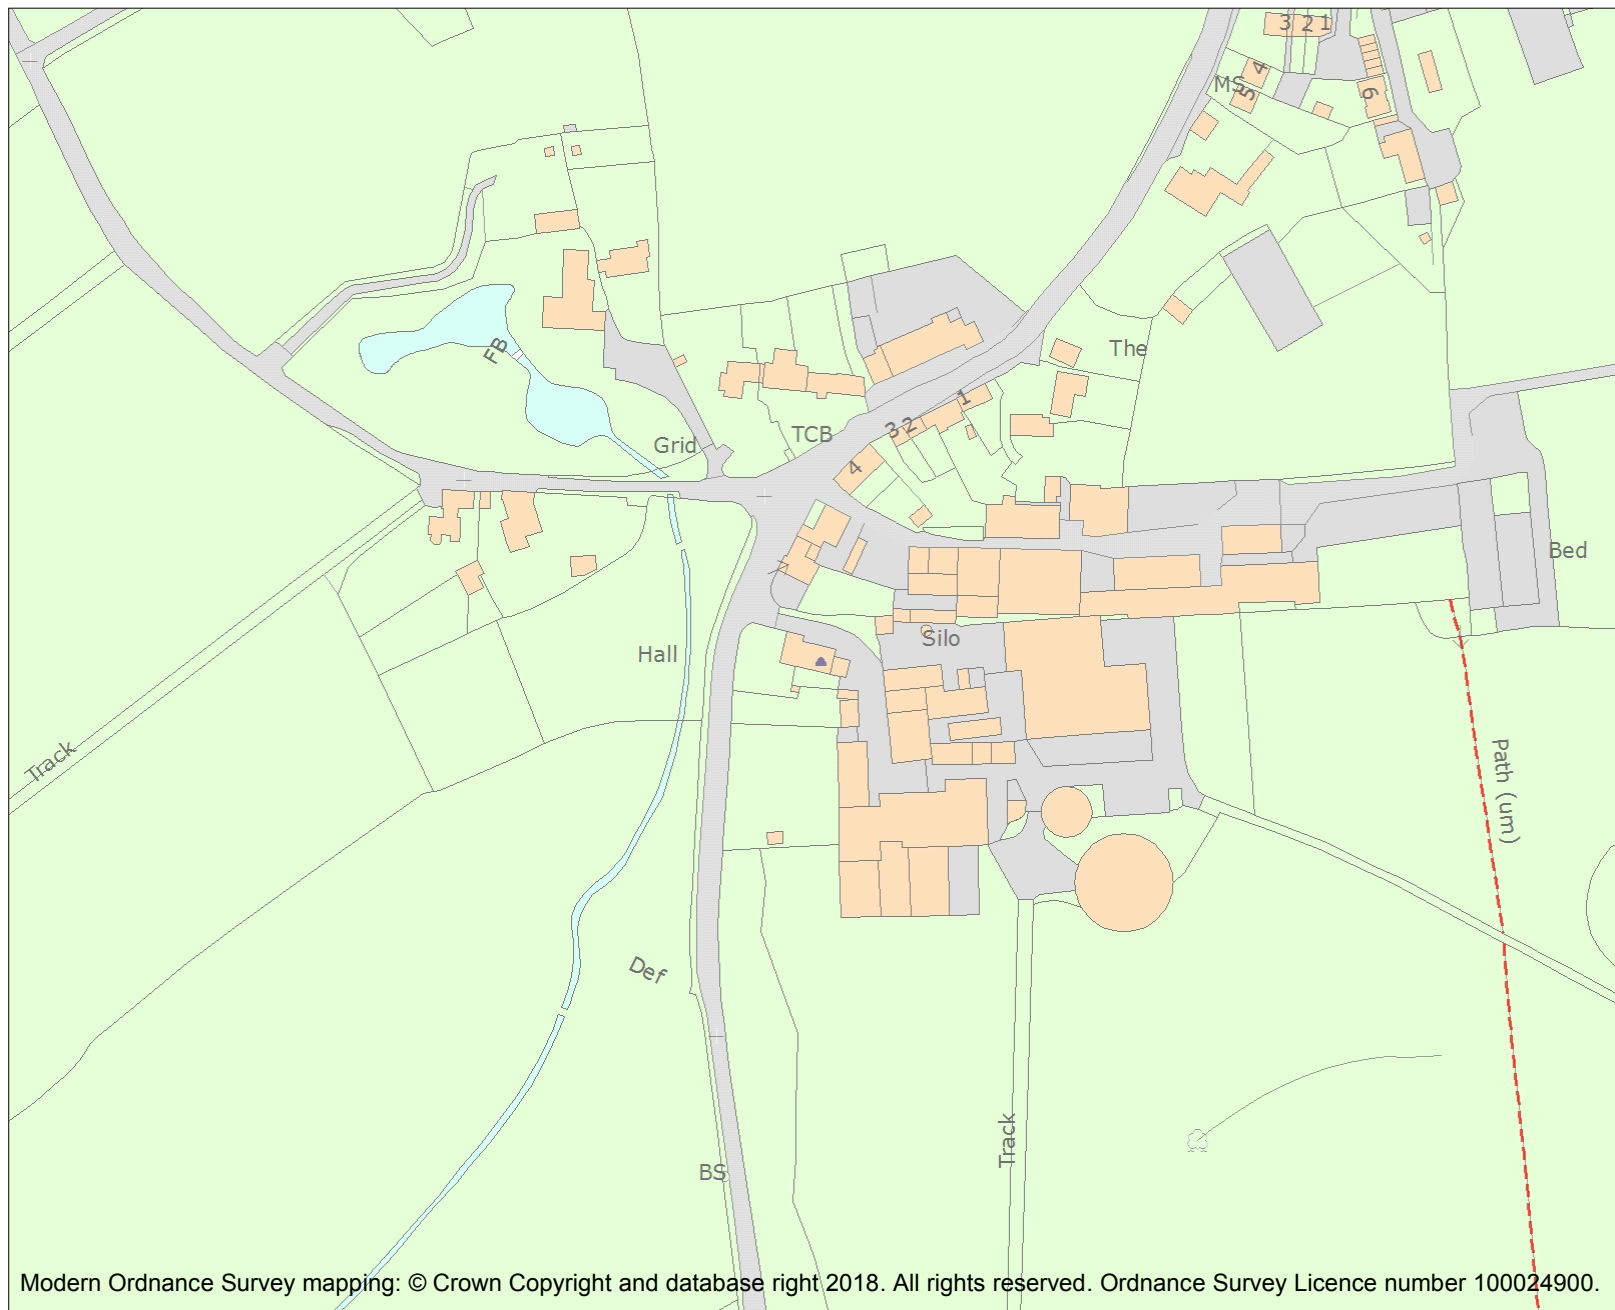 3 2 1
4
MS
5
6
The
FB
1
3 2
Grid
TCB
4
Bed
Silo
Hall
Track
Path (um)
Def
Track
BS
Modern Ordnance Survey mapping: © Crown Copyright and database right 2018. All rights reserved. Ordnance Survey Licence number 100024900.